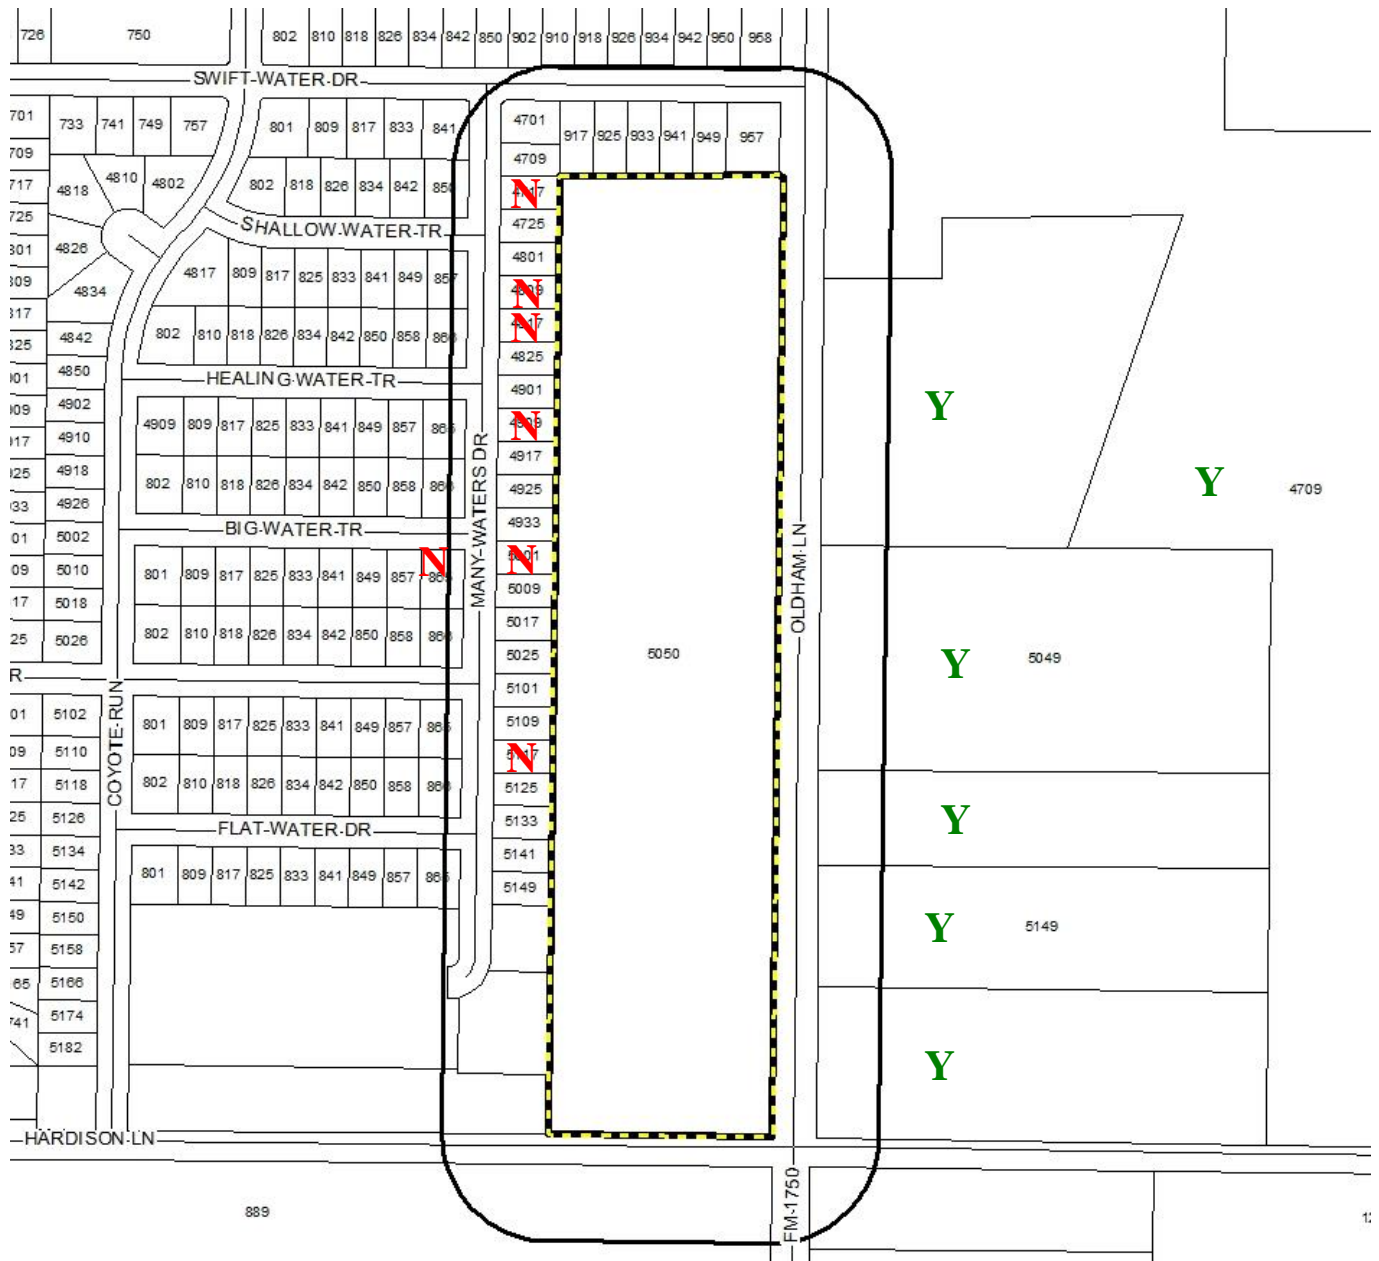 726 750 802 810 818 826 834 842 850 902 910 918 926 934 942 950 958
SWIFT-WATER-DR
701 733 741 749 757 801 809 817 833 841 4701 917 925 933 941 949 957
709 4709
717 4818 4810 4802 802 818 826 834 842 850 N
725 SHALLOW-WATER-TR 4725
4826 4801
4817 809 817 825 833 841 849 857
4834 N
802 810 818 826 834 842 850 858 866 N
4842 4825
4850 HEALING-WATER-TR 4901
4902 Y
4909 809 817 825 833 841 849 857 865 N
4910 4917
4918 Y 4709
802 810 818 826 834 842 850 858 866 4925
4926 4933
5002 BIG-WATER-TR
MANY-WATERS DR
OLDHAM-LN
N N
5010 801 809 817 825 833 841 849 857 5009
5018 5017
5026 802 810 818 826 834 842 850 858 866 5025 5050 Y 5049
R 5101
COYOTE-RUN
5102 801 809 817 825 833 841 849 857 865 5109
5110 N
5118 802 810 818 826 834 842 850 858 866 5125
5126 FLAT-WATER-DR 5133 Y
5134 5141
5142 801 809 817 825 833 841 849 857 865 5149
5150 Y 5149
5158
5166
5174
5182 Y
HARDISON-LN
FM-1750
889